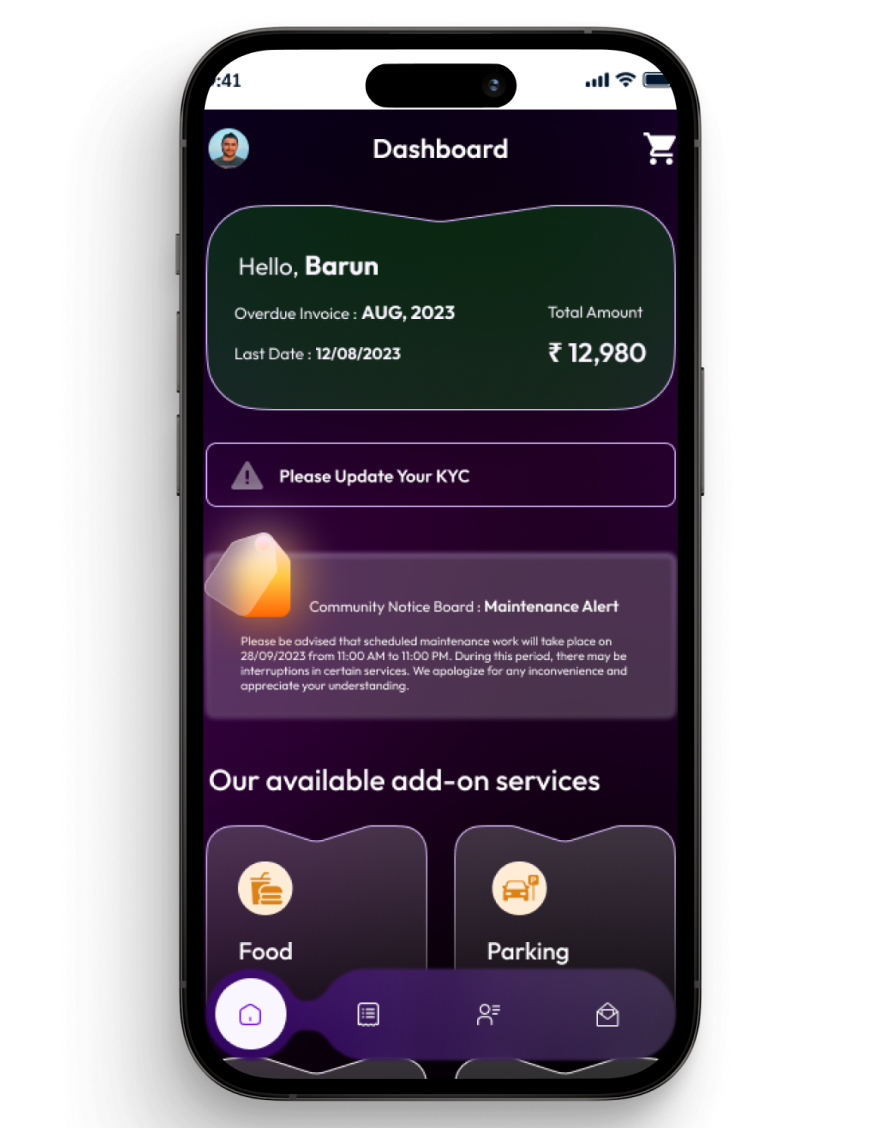 :41
Dashboard
Hello, Barun
Overdue Invoice : AUG, 2023
Total Amount
Last Date : 12/08/2023
₹ 12,980
Please Update Your KYC
Community Notice Board : Maintenance Alert
Please be advised that scheduled maintenance work will take place on
28/09/2023 from 11:00 AM to 11:00 PM. During this period, there may be
interruptions in certain services. We apologize for any inconvenience and
appreciate your understanding.
Our available add-on services
Food
Parking